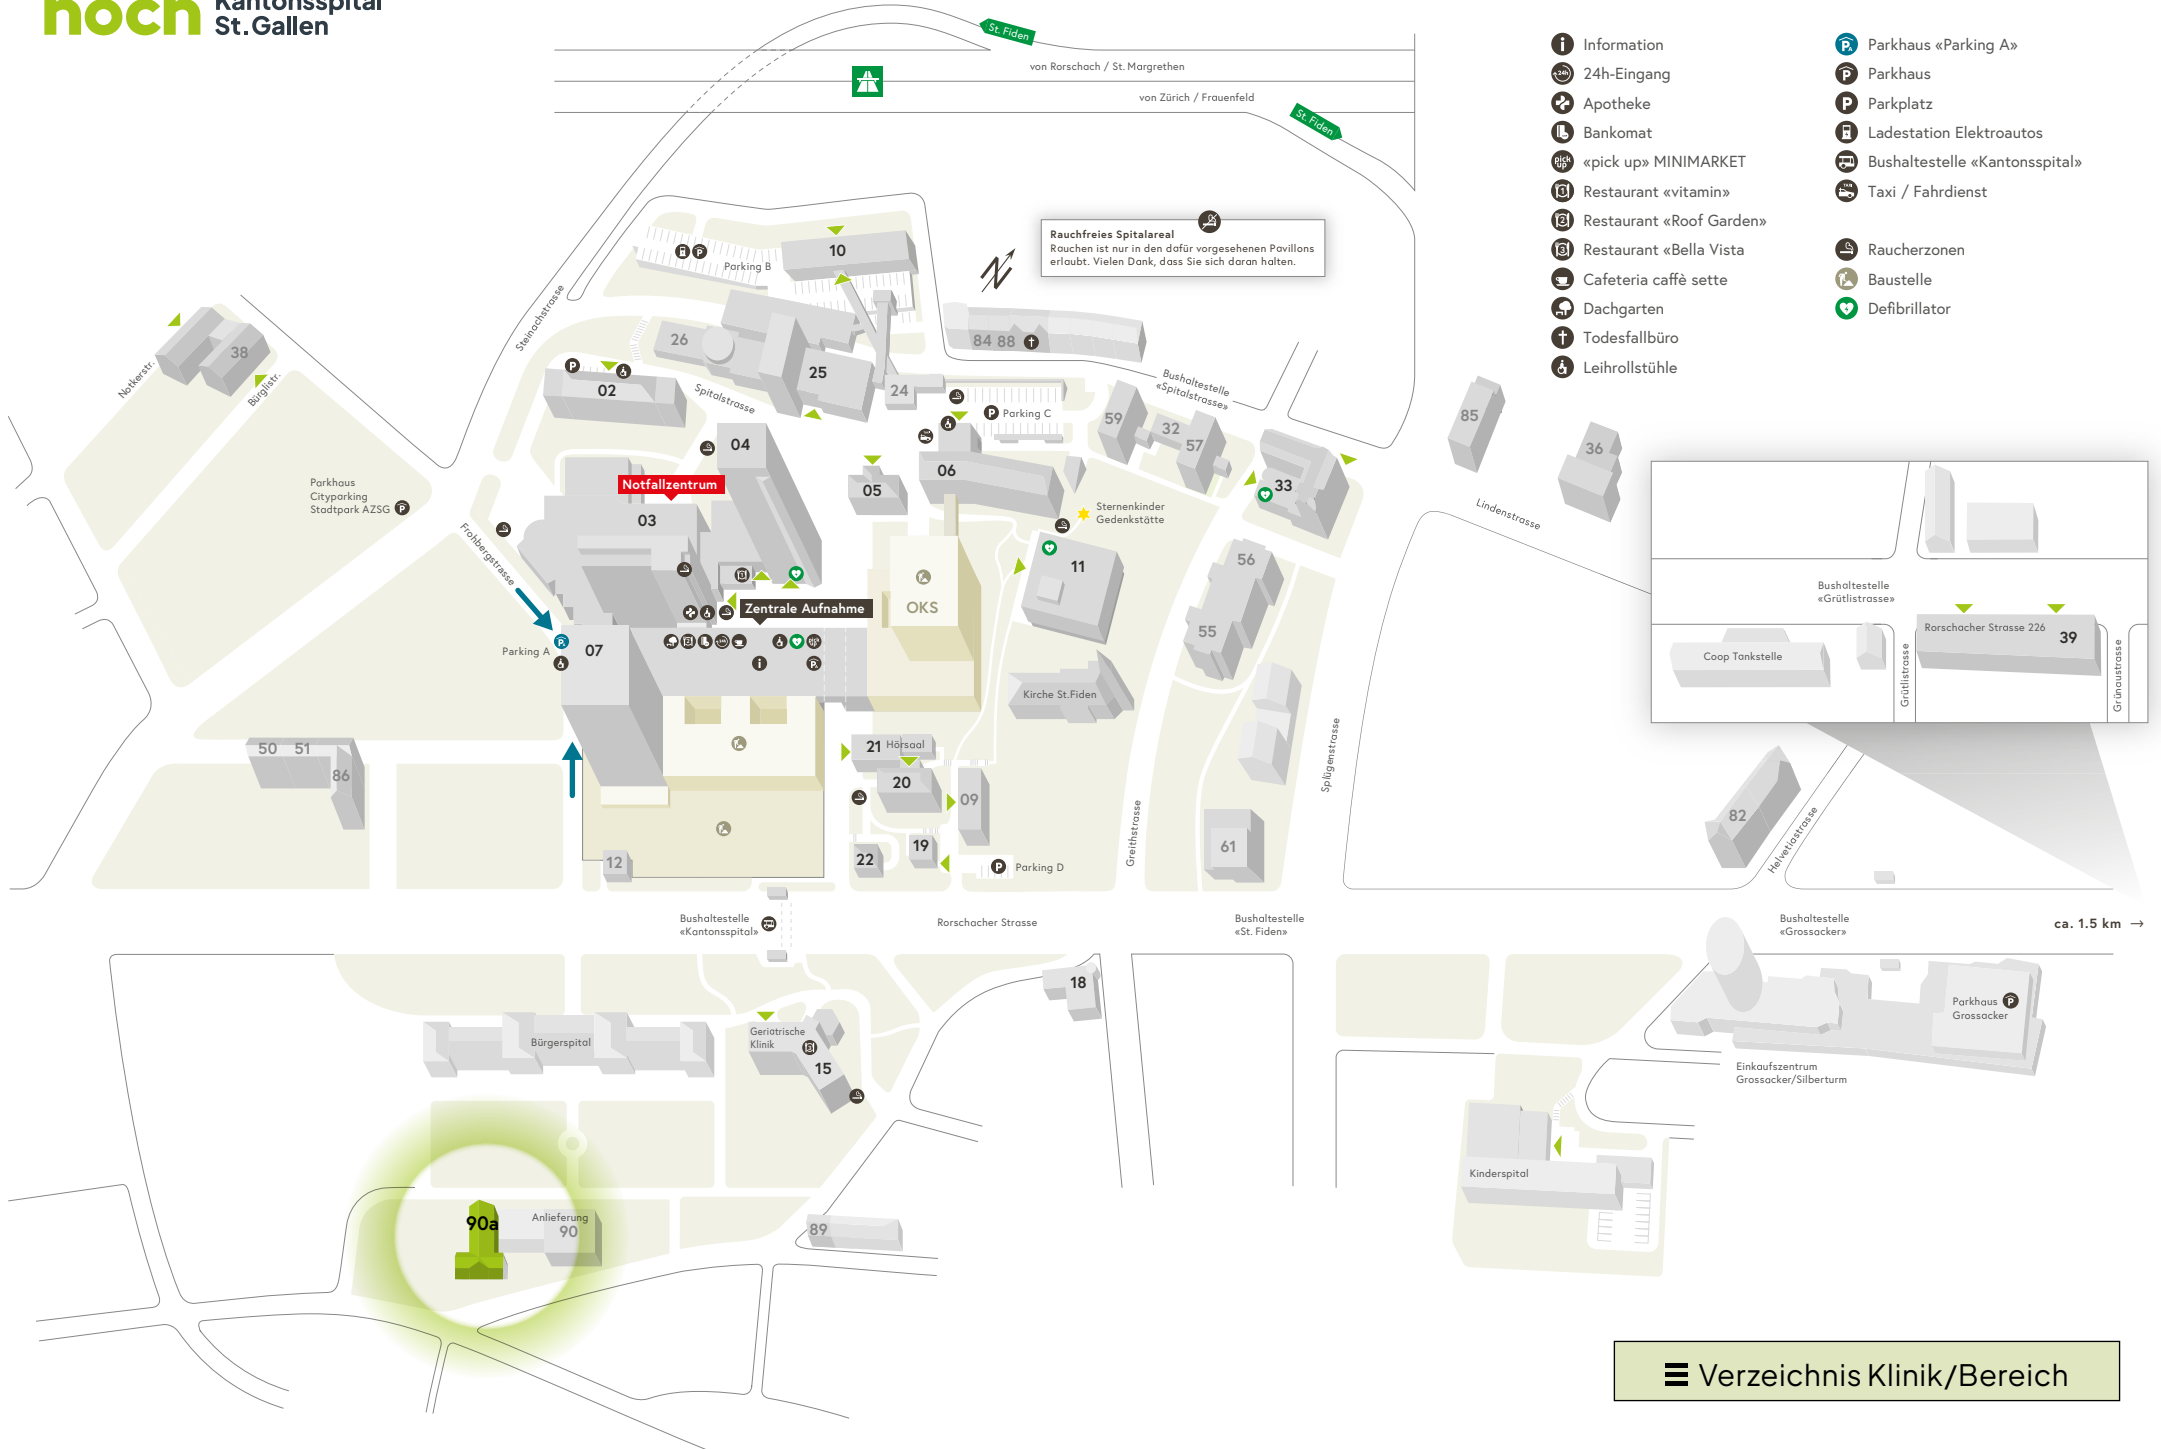 noch Kantonsspital
St.Gallen
St. Fiden
von Rorschach / St. Margrethen
von Zürich / Frauenfeld
St. Fiden
Information
24h-Eingang
Apotheke
Bankomat
«pick up» MINIMARKET
Restaurant «vitamin»
Restaurant «Roof Garden»
Restaurant «Bella Vista
Cafeteria caffè sette
Dachgarten
Todesfallbüro
Leihrollstühle
Parkhaus «Parking A»
Parkhaus
Parkplatz
Ladestation Elektroautos
Bushaltestelle «Kantonsspital»
Taxi / Fahrdienst
Raucherzonen
Baustelle
Defibrillator
Rauchfreies Spitalareal
Rauchen ist nur in den dafür vorgesehenen Pavillons
erlaubt. Vielen Dank, dass Sie sich daran halten.
N
10
Parking B
Steinachstrasse
26
25
24
84 88
38
Notkerstr.
Bürglistr.
02
Spitalstrasse
Bushaltestelle
«Spitalstrasse»
Parking C
59
32
57
85
36
04
06
05
33
Notfallzentrum
03
Parkhaus
Cityparking
Stadtpark AZSG
Frohbergstrasse
Sternenkinder
Gedenkstätte
Lindenstrasse
11
56
55
OKS
Zentrale Aufnahme
Parking A
07
Kirche St.Fiden
Bushaltestelle
«Grütlistrasse»
Rorschacher Strasse 226
39
Coop Tankstelle
Grütlistrasse
Grünaustrasse
50 51
86
21 Hörsaal
20
09
19
22
12
Parking D
61
Greithstrasse
Splügenstrasse
82
Helvetiastrasse
Bushaltestelle
«Kantonsspital»
Rorschacher Strasse
Bushaltestelle
«St. Fiden»
Bushaltestelle
«Grossacker»
ca. 1.5 km →
18
Parkhaus
Grossacker
Einkaufszentrum
Grossacker/Silberturm
Bürgerspital
Geriatrische
Klinik
15
Kinderspital
90a
Anlieferung
90
89
Verzeichnis Klinik/Bereich